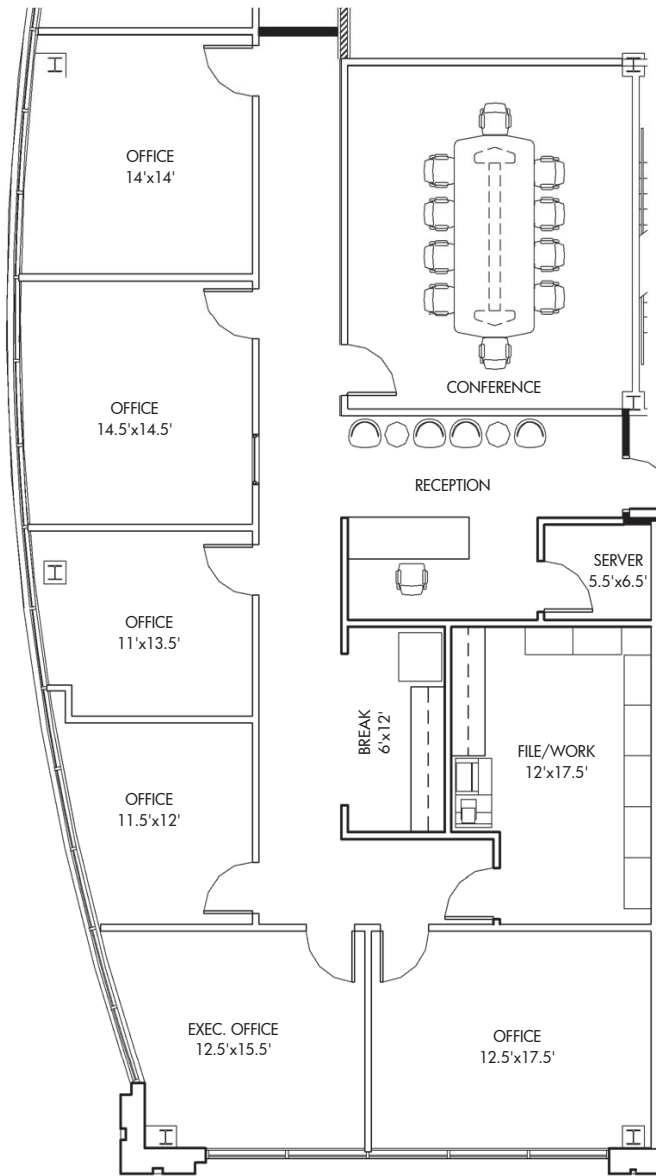 OFFICE
14'x14'
CONFERENCE
OFFICE
14.5'x14.5'
RECEPTION
SERVER
5.5'x6.5'
OFFICE
11'x13.5'
BREAK
6'x12'
FILE/WORK
12'x17.5'
OFFICE
11.5'x12'
EXEC. OFFICE
12.5'x15.5'
OFFICE
12.5'x17.5'